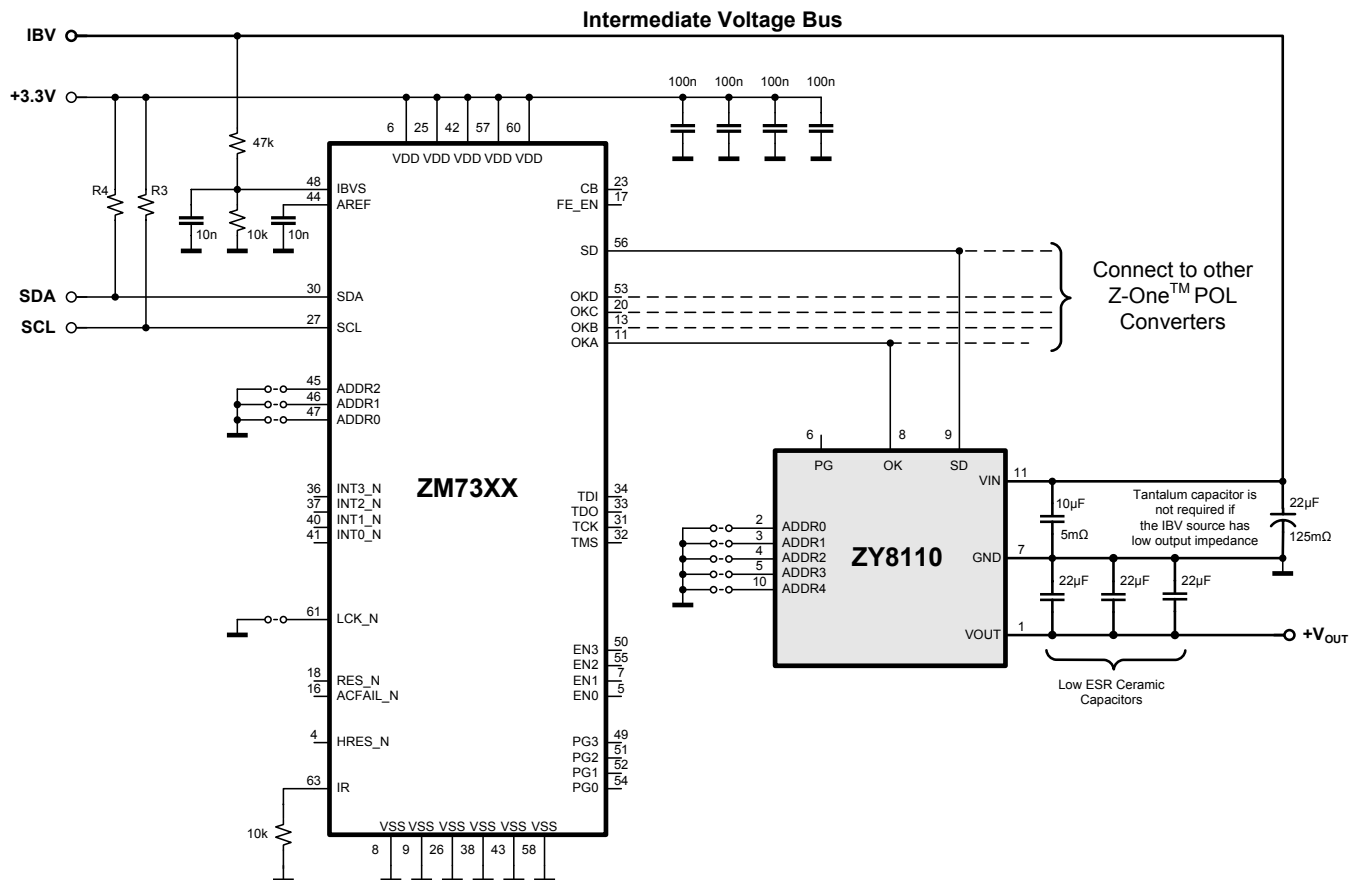 Intermediate Voltage Bus
IBV
+3.3V
100n 100n 100n 100n
6 25 42 57 60
VDD VDD VDD VDD VDD
47k
R4 R3
48 IBVS
44 AREF
10n 10k 10n
CB 23
FE_EN 17
SD 56
SDA
30 SDA
SCL
27 SCL
OKD 53
OKC 20
OKB 13
OKA 11
Connect to other
Z-One™ POL
Converters
45 ADDR2
46 ADDR1
47 ADDR0
ZM73XX
36 INT3_N
37 INT2_N
40 INT1_N
41 INT0_N
TDI 34
TDO 33
TCK 31
TMS 32
61 LCK_N
EN3 50
EN2 55
EN1 7
EN0 5
18 RES_N
16 ACFAIL_N
4 HRES_N
PG3 49
PG2 51
PG1 52
PG0 54
63 IR
10k
VSS VSS VSS VSS VSS VSS
8 9 26 38 43 58
6 8 9
PG OK SD
VIN 11
2 ADDR0
3 ADDR1
4 ADDR2
5 ADDR3
10 ADDR4
ZY8110
GND 7
VOUT 1
10µF
5mΩ
Tantalum capacitor is
not required if
the IBV source has
low output impedance
22µF
125mΩ
22µF 22µF 22µF
+VOUT
Low ESR Ceramic
Capacitors